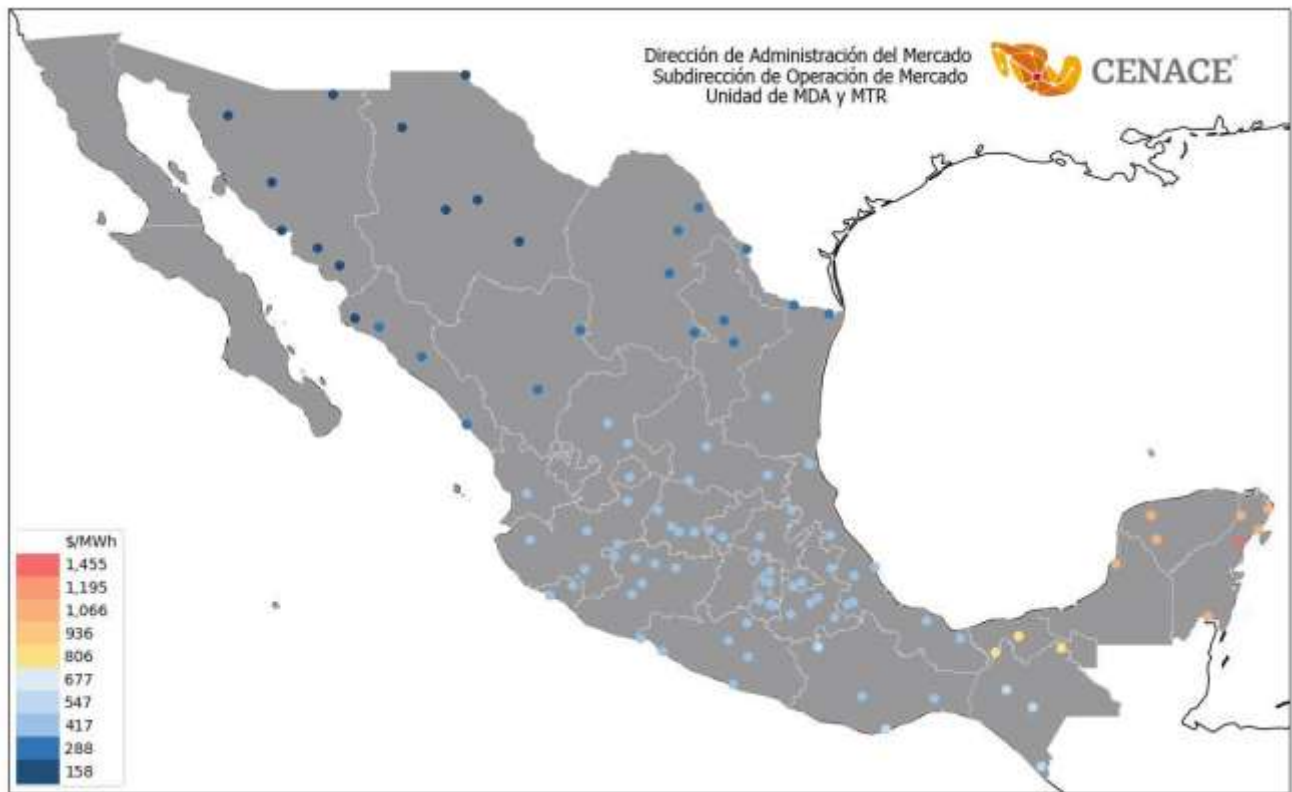 Dirección de Administración del Mercado
Subdirección de Operación de Mercado
Unidad de MDA y MTR
CENACE
$/MWh
1,455
1,195
1,066
936
806
677
547
417
288
158